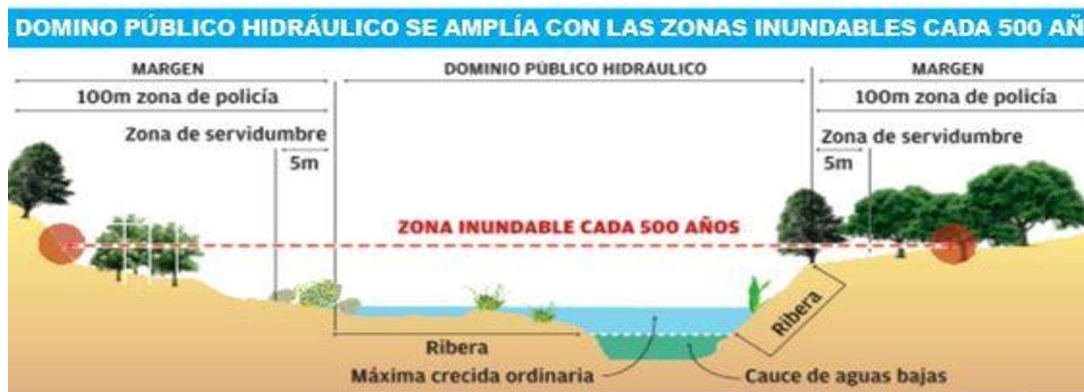 DOMINO PÚBLICO HIDRÁULICO SE AMPLÍA CON LAS ZONAS INUNDABLES CADA 500 AÑ
MARGEN
DOMINIO PÚBLICO HIDRÁULICO
MARGEN
100m zona de policía
100m zona de policía
Zona de servidumbre
Zona de servidumbre
5m
5m
ZONA INUNDABLE CADA 500 AÑOS
Ribera
Ribera
Máxima crecida ordinaria
Cauce de aguas bajas